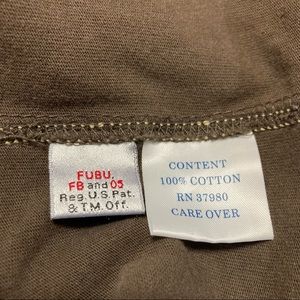 FUBU,
FB and 05
Reg. U.S. Pat.
& T.M. Off.
CONTENT
100% COTTON
RN 37980
CARE OVER